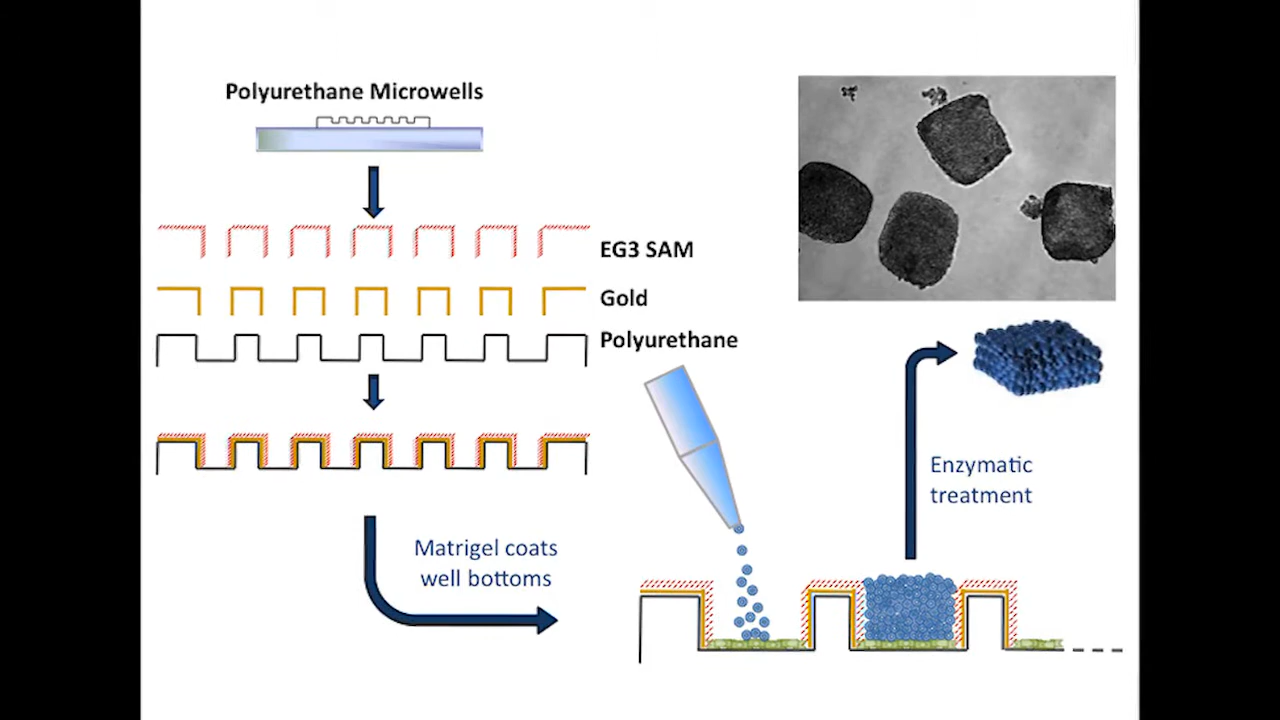 Polyurethane Microwells
EG3 SAM
Gold
Polyurethane
Matrigel coats
well bottoms
Enzymatic
treatment